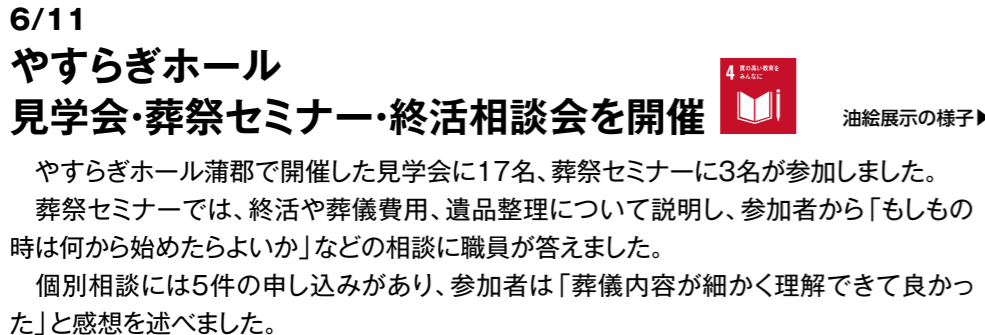 6/11
やすらぎホール
見学会・葬祭セミナー・終活相談会を開催
4 質の高い教育を
みんなに
油絵展示の様子▶
やすらぎホール蒲郡で開催した見学会に17名、葬祭セミナーに3名が参加しました。
葬祭セミナーでは、終活や葬儀費用、遺品整理について説明し、参加者から「もしもの
時は何から始めたらよいか」などの相談に職員が答えました。
個別相談には5件の申し込みがあり、参加者は「葬儀内容が細かく理解できて良かっ
た」と感想を述べました。